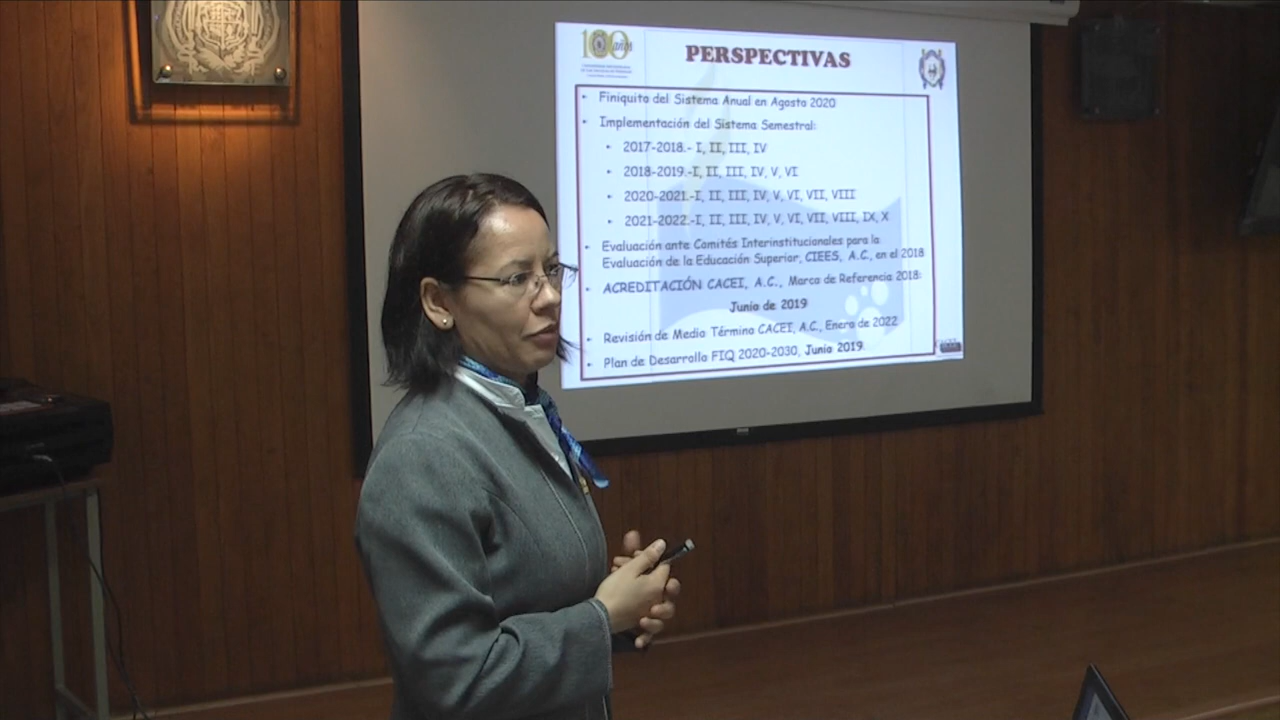 100 años
PERSPECTIVAS
• Finiquito del Sistema Anual en Agosto 2020
• Implementación del Sistema Semestral:
• 2017-2018.- I, II, III, IV
• 2018-2019.-I, II, III, IV, V, VI
• 2020-2021.-I, II, III, IV, V, VI, VII, VIII
• 2021-2022.-I, II, III, IV, V, VI, VII, VIII, IX, X
• Evaluación ante Comités Interinstitucionales para la
Evaluación de la Educación Superior, CIEES, A.C., en el 2018
• ACREDITACIÓN CACEI, A.C., Marco de Referencia 2018:
Junio de 2019
• Revisión de Medio Término CACEI, A.C., Enero de 2022
• Plan de Desarrollo FIQ 2020-2030, Junio 2019